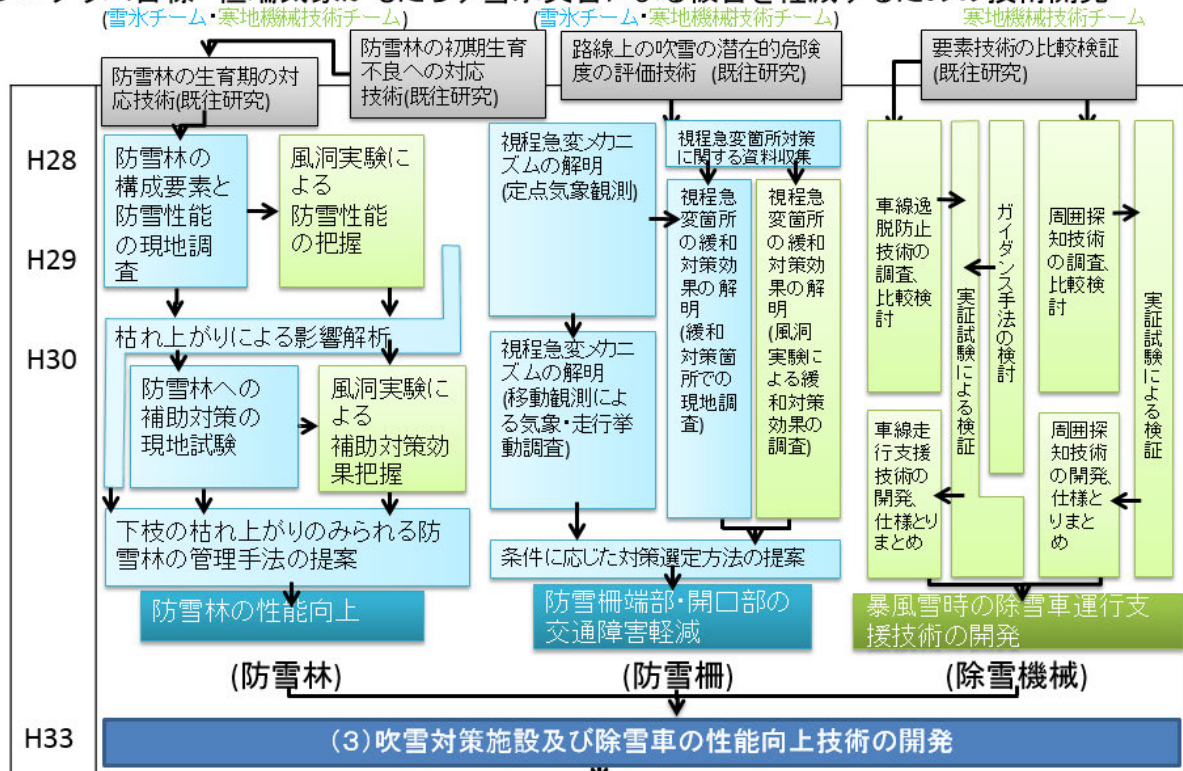 (雪氷チーム・寒地機械技術チーム)
(雪氷チーム・寒地機械技術チーム)
寒地機械技術チーム
防雪林の生育期の対
応技術(既往研究)
防雪林の初期生育
不良への対応
技術(既往研究)
路線上の吹雪の潜在的危険
度の評価技術 (既往研究)
要素技術の比較検証
(既往研究)
H28
H29
H30
H33
防雪林の
構成要素と
防雪性能
の現地調
査
風洞実験に
よる
防雪性能
の把握
枯れ上がりによる影響解析
防雪林への
補助対策の
現地試験
風洞実験に
よる
補助対策効
果把握
下枝の枯れ上がりのみられる防
雪林の管理手法の提案
防雪林の性能向上
(防雪林)
視程急変メカニ
ズムの解明
(定点気象観測)
視程急変箇所対策
に関する資料収集
視程急
変箇所
の緩和
対策効
果の解
明
(緩和
対策箇
所での
現地調
査)
視程急
変箇所
の緩和
対策効
果の解
明
(風洞
実験に
よる緩
和対策
効果の
調査)
視程急変メカニ
ズムの解明
(移動観測によ
る気象・走行挙
動調査)
条件に応じた対策選定方法の提案
防雪柵端部・開口部の
交通障害軽減
(防雪柵)
車線逸
脱防止
技術の
調査、
比較検
討
実証試験による検証
ガイダンス手法の検討
周囲探
知技術
の調査、
比較検
討
実証試験による検証
車線走
行支援
技術の
開発、
仕様とり
まとめ
周囲探
知技術
の開発、
仕様と
りまと
め
暴風雪時の除雪車運行支
援技術の開発
(除雪機械)
(3)吹雪対策施設及び除雪車の性能向上技術の開発